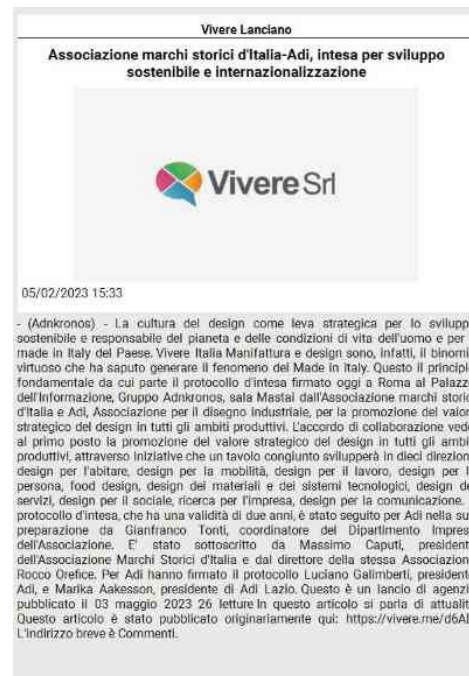 Vivere Lanciano
Associazione marchi storici d'Italia-Adi, intesa per sviluppo
sostenibile e internazionalizzazione
Vivere Srl
05/02/2023 15:33
- (Adnkronos) - La cultura del design come leva strategica per lo svilupp
sostenibile e responsabile del pianeta e delle condizioni di vita dell'uomo e per
made in Italy del Paese. Vivere Italia Manifattura e design sono, infatti, il binomi
virtuoso che ha saputo generare il fenomeno del Made in Italy. Questo il principi
fondamentale da cui parte il protocollo d'intesa firmato oggi a Roma al Palazz
dell'Informazione, Gruppo Adnkronos, sala Mastai dall'Associazione marchi storic
d'Italia e Adi, Associazione per il disegno industriale, per la promozione del valor
strategico del design in tutti gli ambiti produttivi. L'accordo di collaborazione ved
al primo posto la promozione del valore strategico del design in tutti gli ambi
produttivi, attraverso iniziative che un tavolo congiunto svilupperà in dieci direzion
design per l'abitare, design per la mobilità, design per il lavoro, design per l
persona, food design, design dei materiali e dei sistemi tecnologici, design de
servizi, design per il sociale, ricerca per l'impresa, design per la comunicazione.
protocollo d'intesa, che ha una validità di due anni, è stato seguito per Adi nella su
preparazione da Gianfranco Tonti, coordinatore del Dipartimento Impres
dell'Associazione. E' stato sottoscritto da Massimo Caputi, president
dell'Associazione Marchi Storici d'Italia e dal direttore della stessa Association
Rocco Orefice. Per Adi hanno firmato il protocollo Luciano Galimberti, president
Adi, e Marika Aakesson, presidente di Adi Lazio. Questo è un lancio di agenzi
pubblicato il 03 maggio 2023 26 letture In questo articolo si parla di attualit
Questo articolo è stato pubblicato originariamente qui: https://vivere.me/d6A
L'indirizzo breve è Commenti.